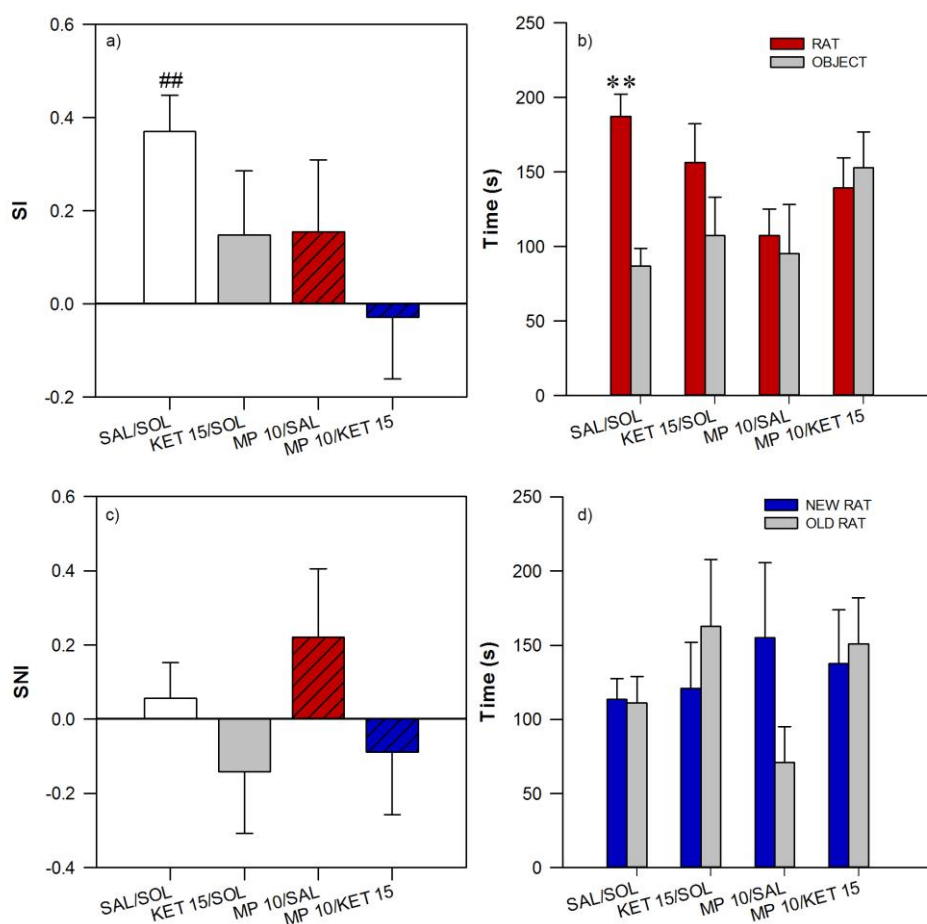 a)
0.6
0.4
0.2
0.0
-0.2
SI
##
SAL/SOL
KET 15/SOL
MP 10/SAL
MP 10/KET 15
b)
250
200
150
100
50
0
Time (s)
**
RAT
OBJECT
SAL/SOL
KET 15/SOL
MP 10/SAL
MP 10/KET 15
c)
0.6
0.4
0.2
0.0
-0.2
-0.4
SNI
SAL/SOL
KET 15/SOL
MP 10/SAL
MP 10/KET 15
d)
250
200
150
100
50
0
Time (s)
NEW RAT
OLD RAT
SAL/SOL
KET 15/SOL
MP 10/SAL
MP 10/KET 15